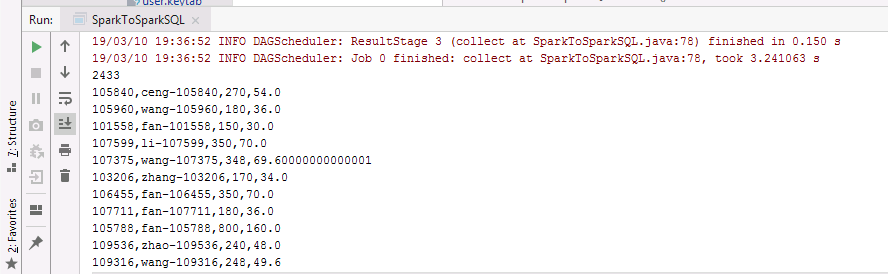 user.keytab
Run: SparkToSparkSQL
19/03/10 19:36:52 INFO DAGScheduler: ResultStage 3 (collect at SparkToSparkSQL.java:78) finished in 0.150 s
19/03/10 19:36:52 INFO DAGScheduler: Job 0 finished: collect at SparkToSparkSQL.java:78, took 3.241063 s
2433
105840,ceng-105840,270,54.0
105960,wang-105960,180,36.0
101558,fan-101558,150,30.0
107599,li-107599,350,70.0
107375,wang-107375,348,69.60000000000001
103206,zhang-103206,170,34.0
106455,fan-106455,350,70.0
107711,fan-107711,180,36.0
105788,fan-105788,800,160.0
109536,zhao-109536,240,48.0
109316,wang-109316,248,49.6
7: Structure
2: Favorites